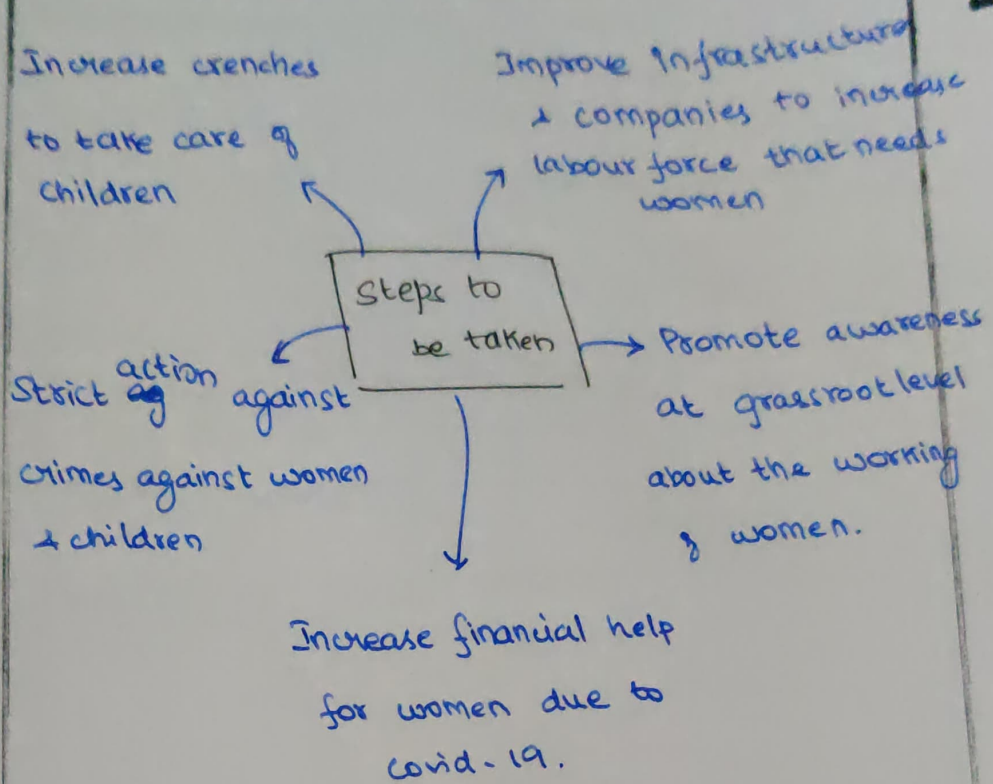 Increase crenches
to take care of
children
Improve Infrastructure
& companies to increase
labour force that needs
women
Steps to
be taken
Strict action against
crimes against women
& children
Promote awareness
at grassroot level
about the working
of women.
Increase financial help
for women due to
covid-19.